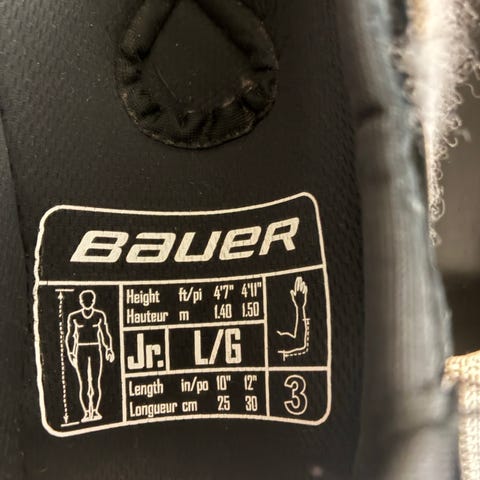 BAUER
Height ft/pi 4'7" 4'11"
Hauteur m 1.40 1.50
Jr. L/G
Length in/po 10" 12"
Longueur cm 25 30
3